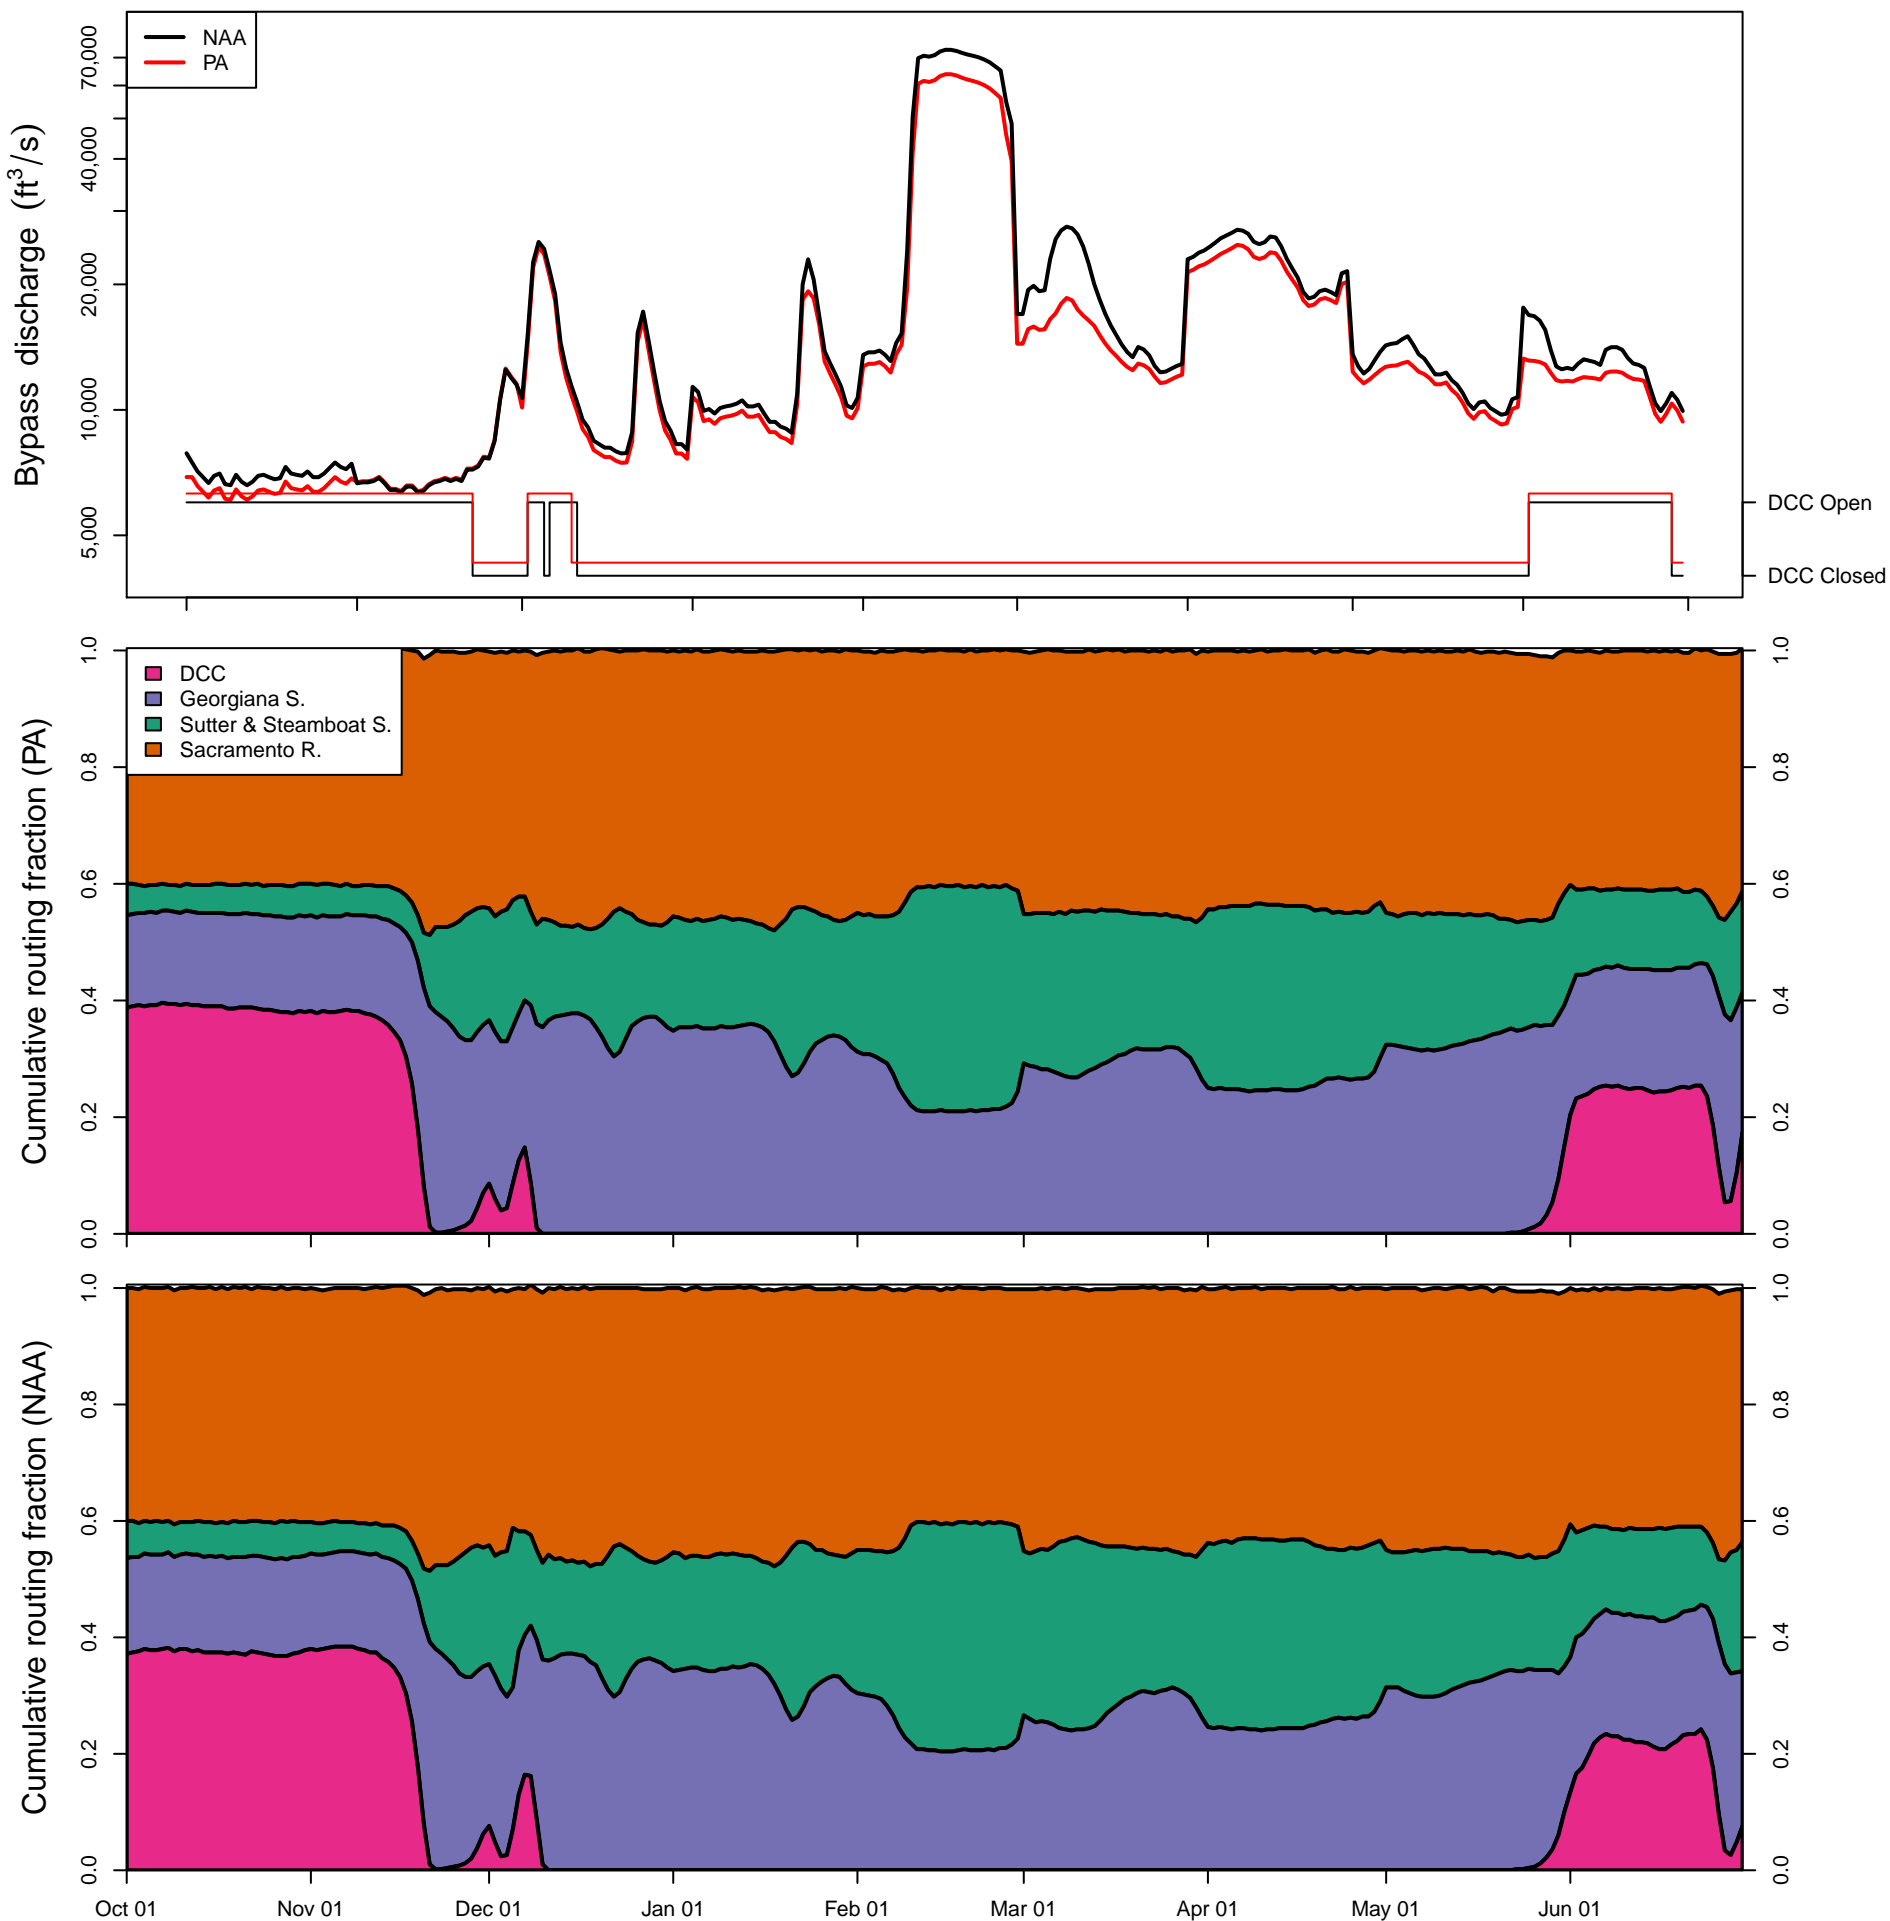 Bypass discharge (ft³/s)
70,000
40,000
20,000
10,000
5,000
NAA
PA
DCC Open
DCC Closed
Cumulative routing fraction (PA)
1.0
0.8
0.6
0.4
0.2
0.0
DCC
Georgiana S.
Sutter & Steamboat S.
Sacramento R.
1.0
0.8
0.6
0.4
0.2
0.0
Cumulative routing fraction (NAA)
1.0
0.8
0.6
0.4
0.2
0.0
1.0
0.8
0.6
0.4
0.2
0.0
Oct 01 Nov 01 Dec 01 Jan 01 Feb 01 Mar 01 Apr 01 May 01 Jun 01